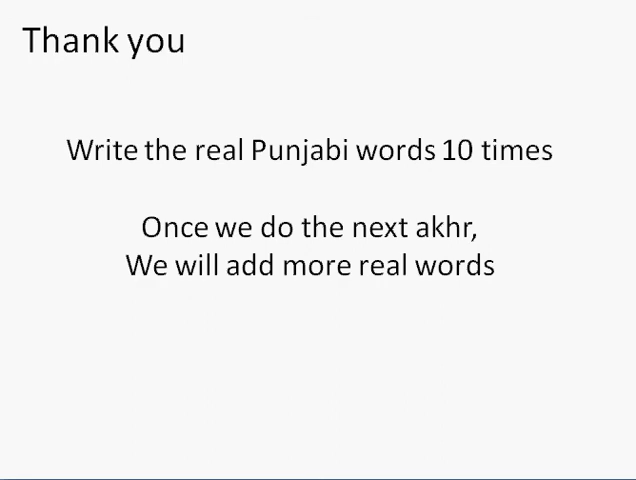 Thank you
Write the real Punjabi words 10 times
Once we do the next akhr,
We will add more real words